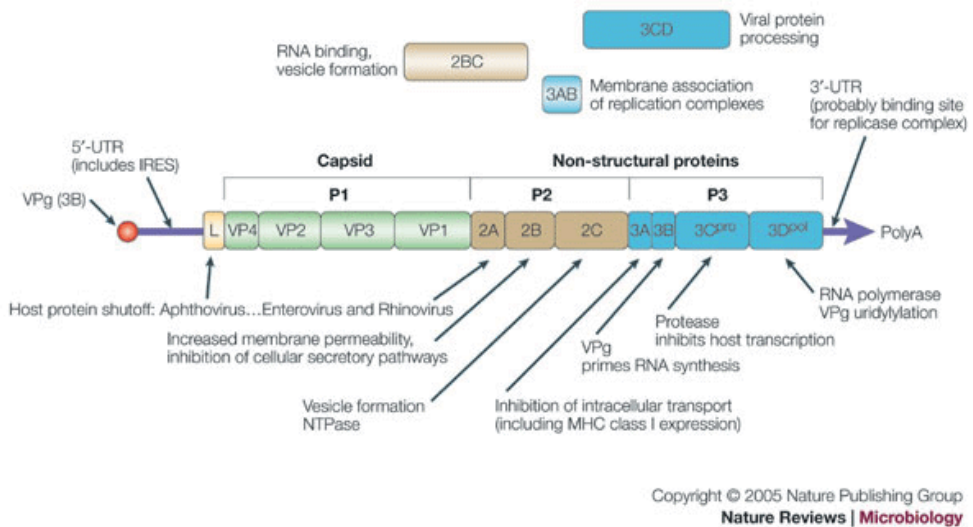 3CD
Viral protein
processing
RNA binding,
vesicle formation
2BC
3AB
Membrane association
of replication complexes
3′-UTR
(probably binding site
for replicase complex)
5′-UTR
(includes IRES)
Capsid
Non-structural proteins
VPg (3B)
P1
P2
P3
L
VP4
VP2
VP3
VP1
2A
2B
2C
3A
3B
3Cpro
3Dpol
PolyA
Host protein shutoff: Aphthovirus...Enterovirus and Rhinovirus
Increased membrane permeability,
inhibition of cellular secretory pathways
Vesicle formation
NTPase
Inhibition of intracellular transport
(including MHC class I expression)
VPg
primes RNA synthesis
Protease
inhibits host transcription
RNA polymerase
VPg uridylylation
Copyright © 2005 Nature Publishing Group
Nature Reviews | Microbiology